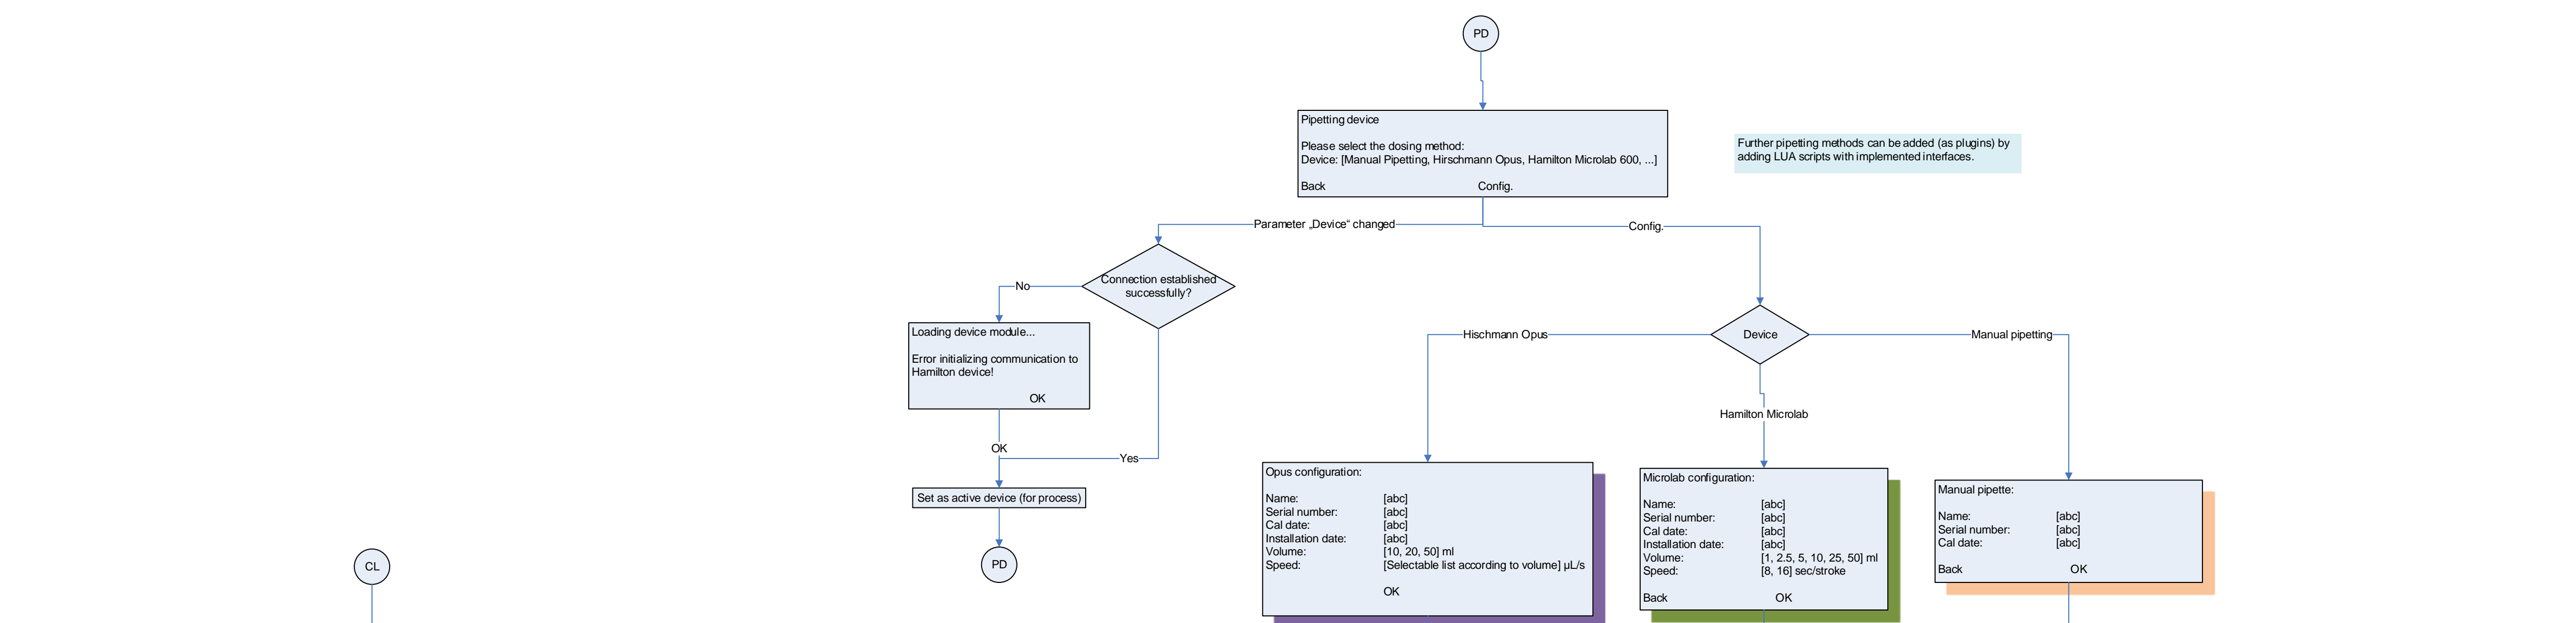 PD
Pipetting device
Please select the dosing method:
Device: [Manual Pipetting, Hirschmann Opus, Hamilton Microlab 600, ...]
Back Config.
Further pipetting methods can be added (as plugins) by
adding LUA scripts with implemented interfaces.
Parameter „Device“ changed
Config.
Connection established
successfully?
No
Loading device module...
Error initializing communication to
Hamilton device!
OK
OK
Yes
Set as active device (for process)
PD
CL
Device
Hischmann Opus
Manual pipetting
Hamilton Microlab
Opus configuration:
Name: [abc]
Serial number: [abc]
Cal date: [abc]
Installation date: [abc]
Volume: [10, 20, 50] ml
Speed: [Selectable list according to volume] µL/s
OK
Microlab configuration:
Name: [abc]
Serial number: [abc]
Cal date: [abc]
Installation date: [abc]
Volume: [1, 2.5, 5, 10, 25, 50] ml
Speed: [8, 16] sec/stroke
Back OK
Manual pipette:
Name: [abc]
Serial number: [abc]
Cal date: [abc]
Back OK